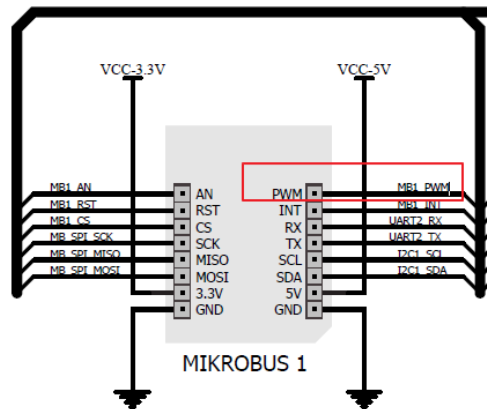 VCC-3.3V VCC-5V
MB1_AN AN PWM MB1_PWM
MB1_RST RST INT MB1_INT
MB1_CS CS RX UART2_RX
MB_SPI_SCK SCK TX UART2_TX
MB_SPI_MISO MISO SCL I2C1_SCL
MB_SPI_MOSI MOSI SDA I2C1_SDA
3.3V 5V
GND GND
MIKROBUS 1